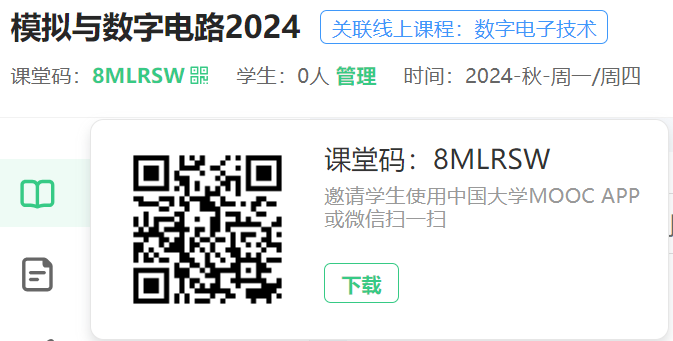 模拟与数字电路2024 关联线上课程：数字电子技术
课堂码：8MLRSW 学生：0人 管理 时间：2024-秋-周一/周四
课堂码：8MLRSW
邀请学生使用中国大学MOOC APP
或微信扫一扫
下载